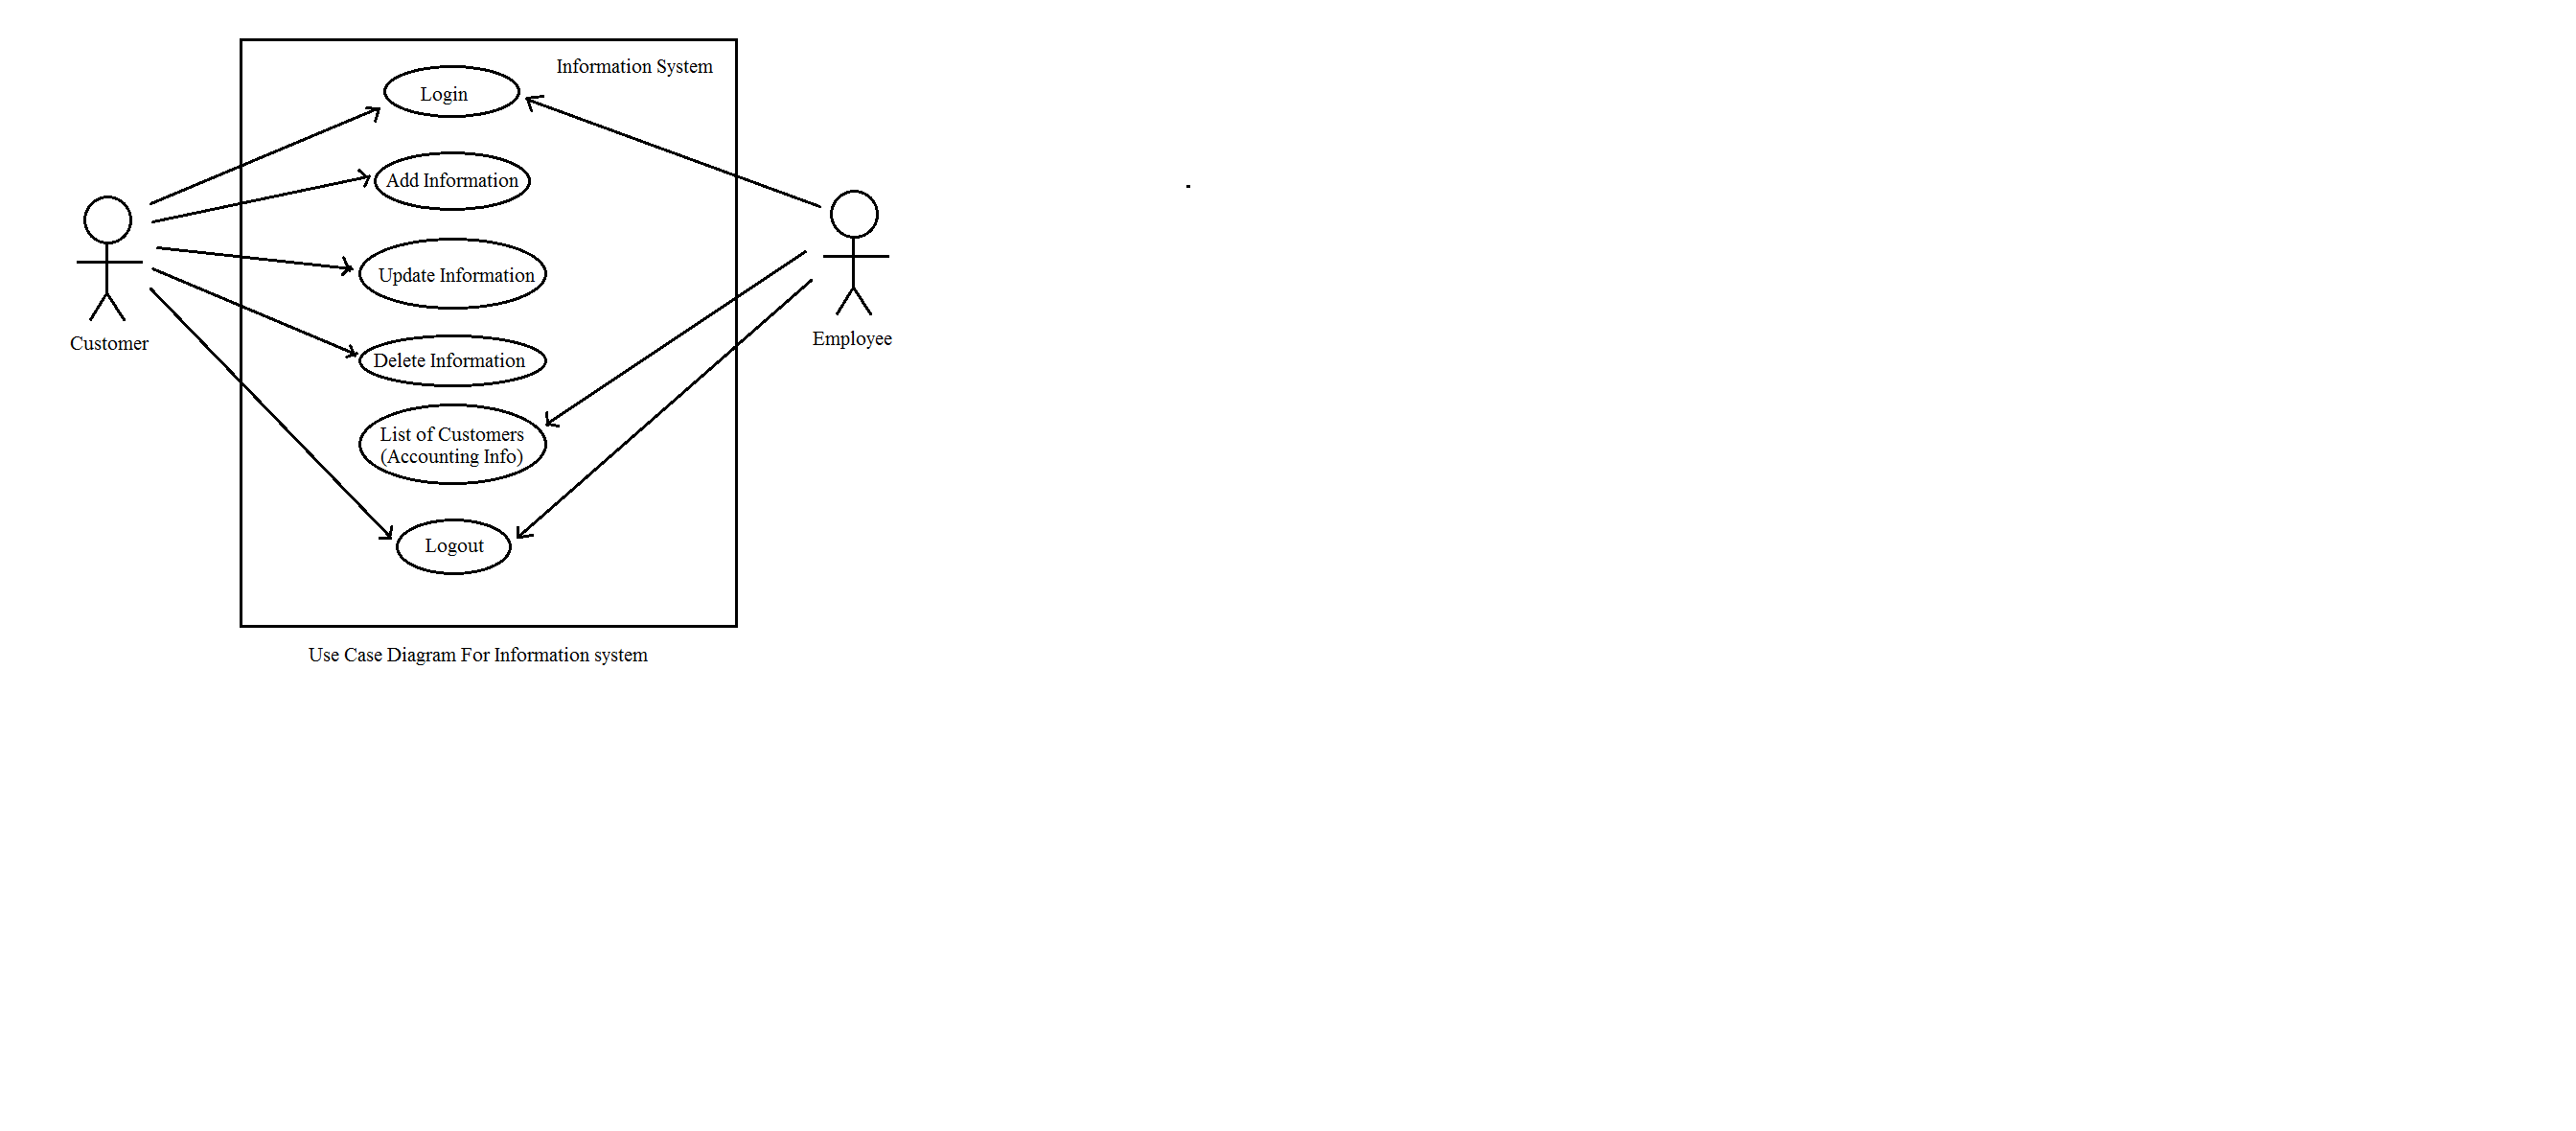 Information System
Login
Add Information
Update Information
Customer
Employee
Delete Information
List of Customers
(Accounting Info)
Logout
Use Case Diagram For Information system